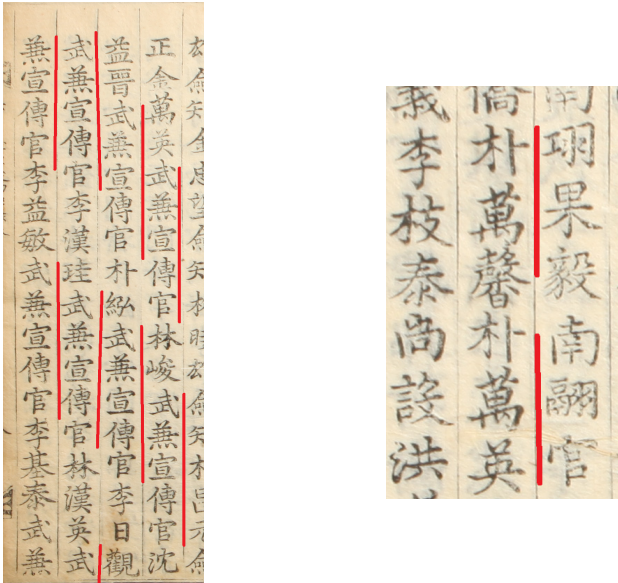 正金萬英武兼宣傳官林峻武兼宣傳官沈
益晉武兼宣傳官朴紭武兼宣傳官李日觀
武兼宣傳官李漢珪武兼宣傳官林漢英武
兼宣傳官李益敏武兼宣傳官李基泰武兼
南珝果毅南翮官
僑朴萬馨朴萬英
義李枝泰尙設洪